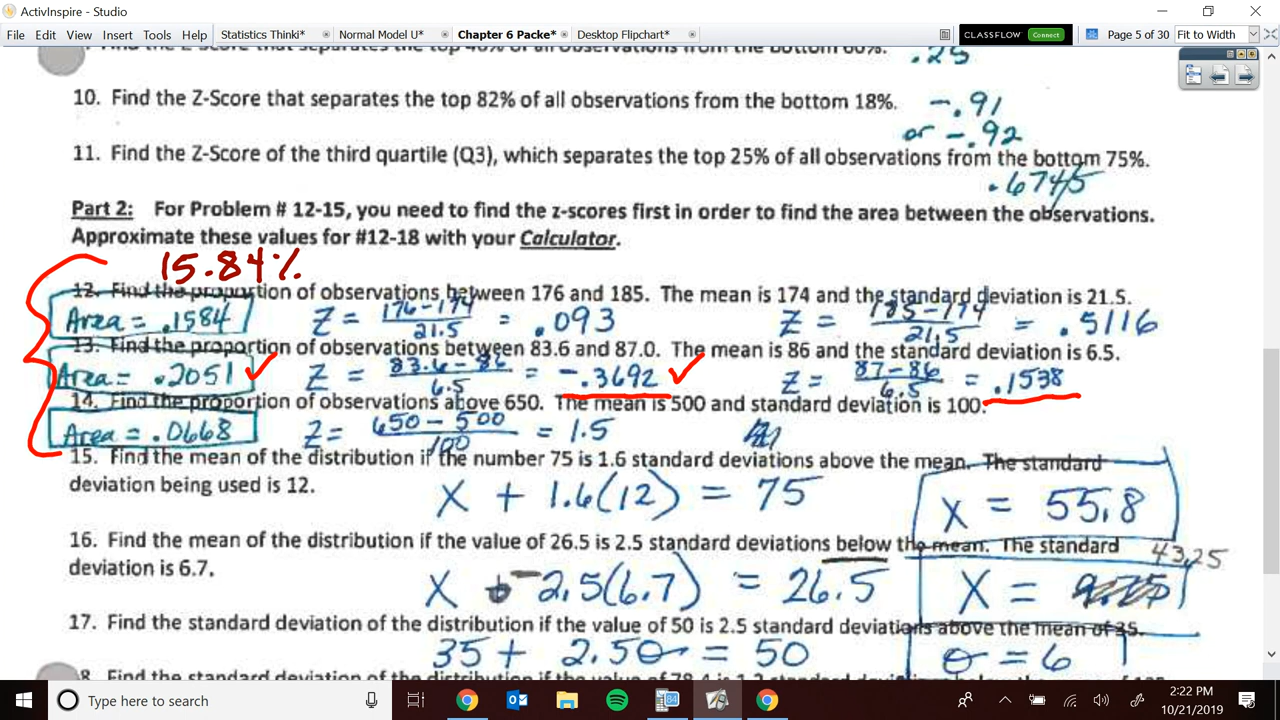 ActivInspire - Studio
File Edit View Insert Tools Help Statistics Thinki* Normal Model U* Chapter 6 Packe* Desktop Flipchart* CLASSFLOW Connect Page 5 of 30 Fit to Width
.25
10. Find the Z-Score that separates the top 82% of all observations from the bottom 18%. -.91
or -.92
11. Find the Z-Score of the third quartile (Q3), which separates the top 25% of all observations from the bottom 75%.
.6745
Part 2: For Problem # 12-15, you need to find the z-scores first in order to find the area between the observations.
Approximate these values for #12-18 with your Calculator.
15.84%
12. Find the proportion of observations between 176 and 185. The mean is 174 and the standard deviation is 21.5.
Area = .1584 Z = 176-174 / 21.5 = .093 Z = 185-174 / 21.5 = .5116
13. Find the proportion of observations between 83.6 and 87.0. The mean is 86 and the standard deviation is 6.5.
Area = .2051 Z = 83.6-86 / 6.5 = -.3692 Z = 87-86 / 6.5 = .1538
14. Find the proportion of observations above 650. The mean is 500 and standard deviation is 100.
Area = .0668 Z = 650-500 / 100 = 1.5
15. Find the mean of the distribution if the number 75 is 1.6 standard deviations above the mean. The standard
deviation being used is 12.
X + 1.6(12) = 75 X = 55.8
16. Find the mean of the distribution if the value of 26.5 is 2.5 standard deviations below the mean. The standard
deviation is 6.7.
43.25
X - 2.5(6.7) = 26.5 X =
17. Find the standard deviation of the distribution if the value of 50 is 2.5 standard deviations above the mean of 35.
35 + 2.5σ = 50 σ = 6
Type here to search
2:22 PM
10/21/2019